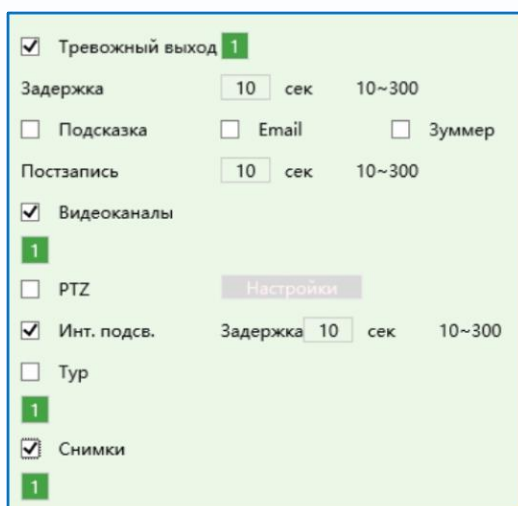 Тревожный выход 1
Задержка 10 сек 10~300
Подсказка Email Зуммер
Постзапись 10 сек 10~300
Видеоканалы
1
PTZ Настройки
Инт. подсв. Задержка 10 сек 10~300
Тур
1
Снимки
1